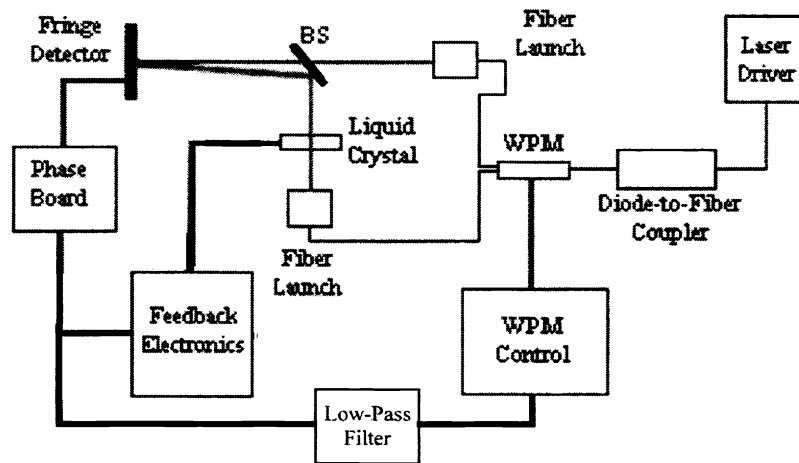 Fringe
Detector
BS
Fiber
Launch
Laser
Driver
Liquid
Crystal
WPM
Phase
Board
Diode-to-Fiber
Coupler
Fiber
Launch
Feedback
Electronics
WPM
Control
Low-Pass
Filter